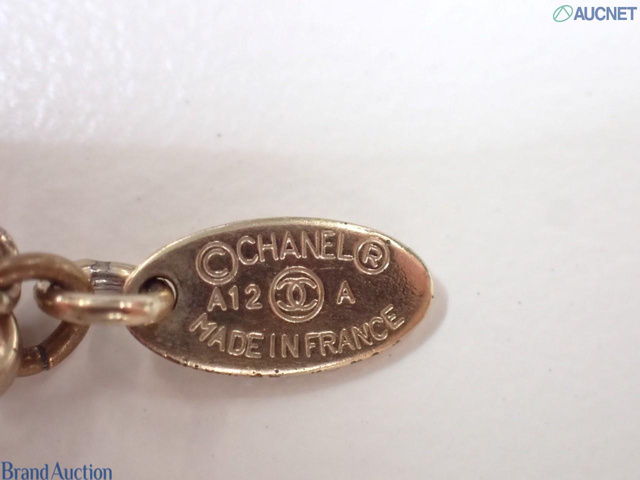 AUCNET
© CHANEL ®
A12 A
MADE IN FRANCE
Brand Auction